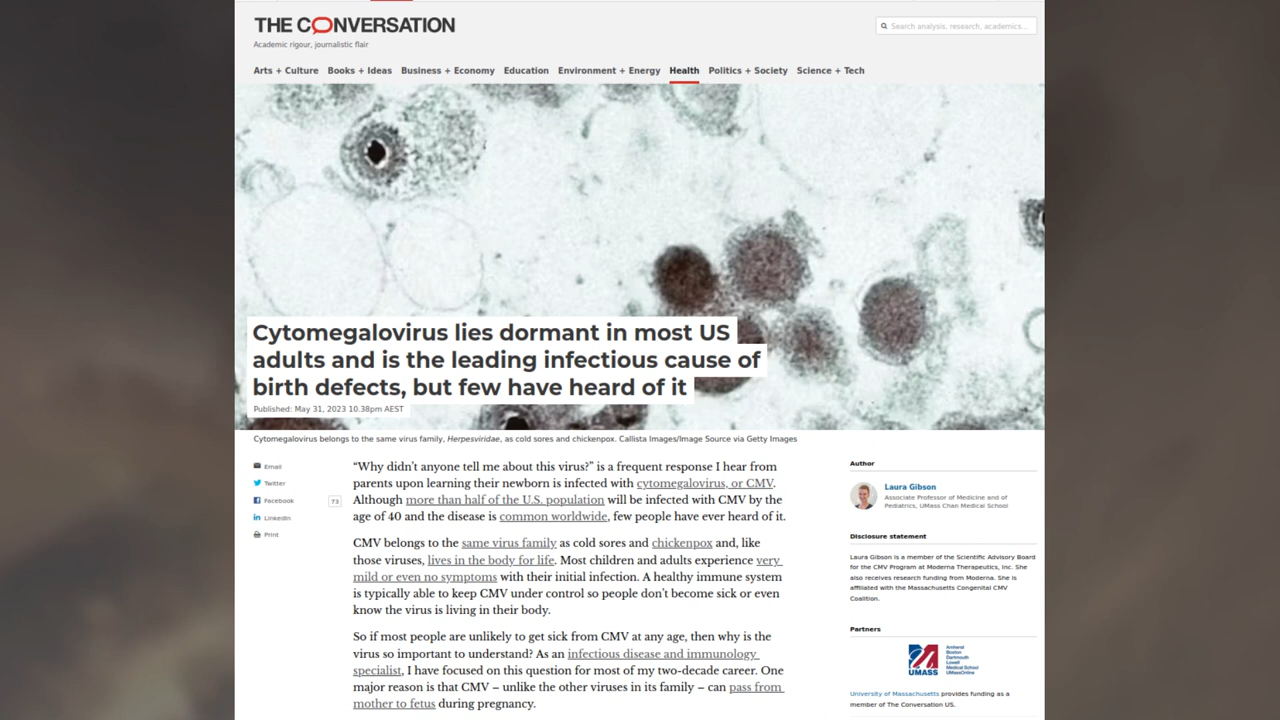 THE CONVERSATION
Academic rigour, journalistic flair
Search analysis, research, academics…
Arts + Culture Books + Ideas Business + Economy Education Environment + Energy Health Politics + Society Science + Tech
Cytomegalovirus lies dormant in most US
adults and is the leading infectious cause of
birth defects, but few have heard of it
Published: May 31, 2023 10.38pm AEST
Cytomegalovirus belongs to the same virus family, Herpesviridae, as cold sores and chickenpox. Callista Images/Image Source via Getty Images
Email
Twitter
Facebook 73
LinkedIn
Print
“Why didn’t anyone tell me about this virus?” is a frequent response I hear from
parents upon learning their newborn is infected with cytomegalovirus, or CMV.
Although more than half of the U.S. population will be infected with CMV by the
age of 40 and the disease is common worldwide, few people have ever heard of it.
CMV belongs to the same virus family as cold sores and chickenpox and, like
those viruses, lives in the body for life. Most children and adults experience very
mild or even no symptoms with their initial infection. A healthy immune system
is typically able to keep CMV under control so people don’t become sick or even
know the virus is living in their body.
So if most people are unlikely to get sick from CMV at any age, then why is the
virus so important to understand? As an infectious disease and immunology
specialist, I have focused on this question for most of my two-decade career. One
major reason is that CMV – unlike the other viruses in its family – can pass from
mother to fetus during pregnancy.
Author
Laura Gibson
Associate Professor of Medicine and of
Pediatrics, UMass Chan Medical School
Disclosure statement
Laura Gibson is a member of the Scientific Advisory Board
for the CMV Program at Moderna Therapeutics, Inc. She
also receives research funding from Moderna. She is
affiliated with the Massachusetts Congenital CMV
Coalition.
Partners
UMASS
Amherst
Boston
Dartmouth
Lowell
Medical School
UMassOnline
University of Massachusetts provides funding as a
member of The Conversation US.